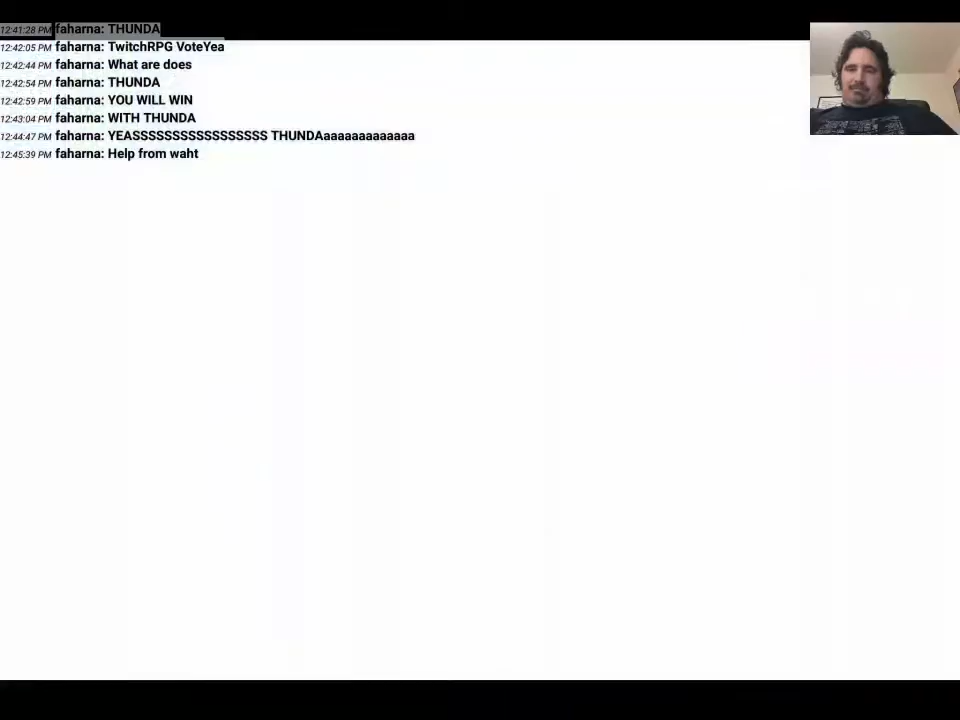 12:41:28 PM faharna: THUNDA
12:42:05 PM faharna: TwitchRPG VoteYea
12:42:44 PM faharna: What are does
12:42:54 PM faharna: THUNDA
12:42:59 PM faharna: YOU WILL WIN
12:43:04 PM faharna: WITH THUNDA
12:44:47 PM faharna: YEASSSSSSSSSSSSSSSSS THUNDAaaaaaaaaaaaaa
12:45:39 PM faharna: Help from waht